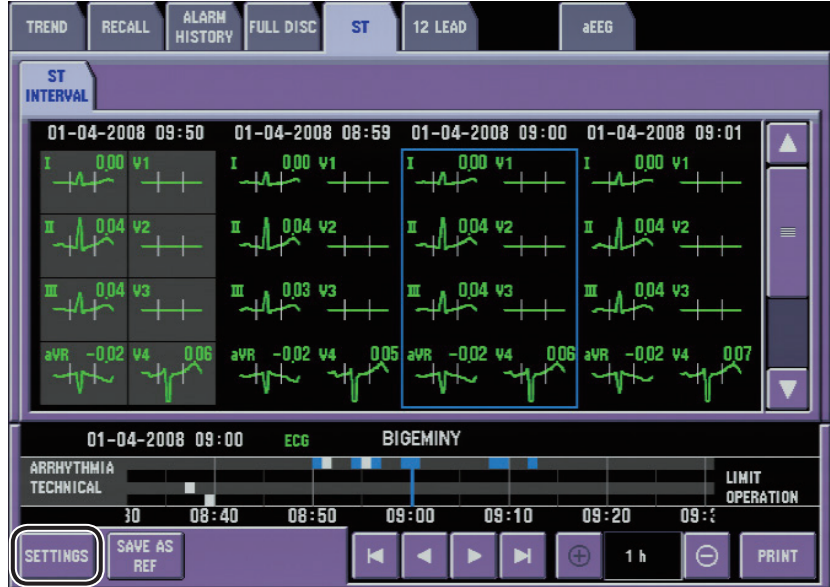 TREND RECALL ALARM HISTORY FULL DISC ST 12 LEAD aEEG
ST INTERVAL
01-04-2008 09:50 01-04-2008 08:59 01-04-2008 09:00 01-04-2008 09:01
I 0,00 V1 I 0,00 V1 I 0,00 V1 I 0,00 V1
II 0,04 V2 II 0,04 V2 II 0,04 V2 II 0,04 V2
III 0,04 V3 III 0,03 V3 III 0,04 V3 III 0,04 V3
aVR -0,02 V4 0,06 aVR -0,02 V4 0,05 aVR -0,02 V4 0,06 aVR -0,02 V4 0,07
01-04-2008 09:00 ECG BIGEMINY
ARRHYTHMIA
TECHNICAL
LIMIT
OPERATION
08:40 08:50 09:00 09:10 09:20
SETTINGS SAVE AS REF 1 h PRINT